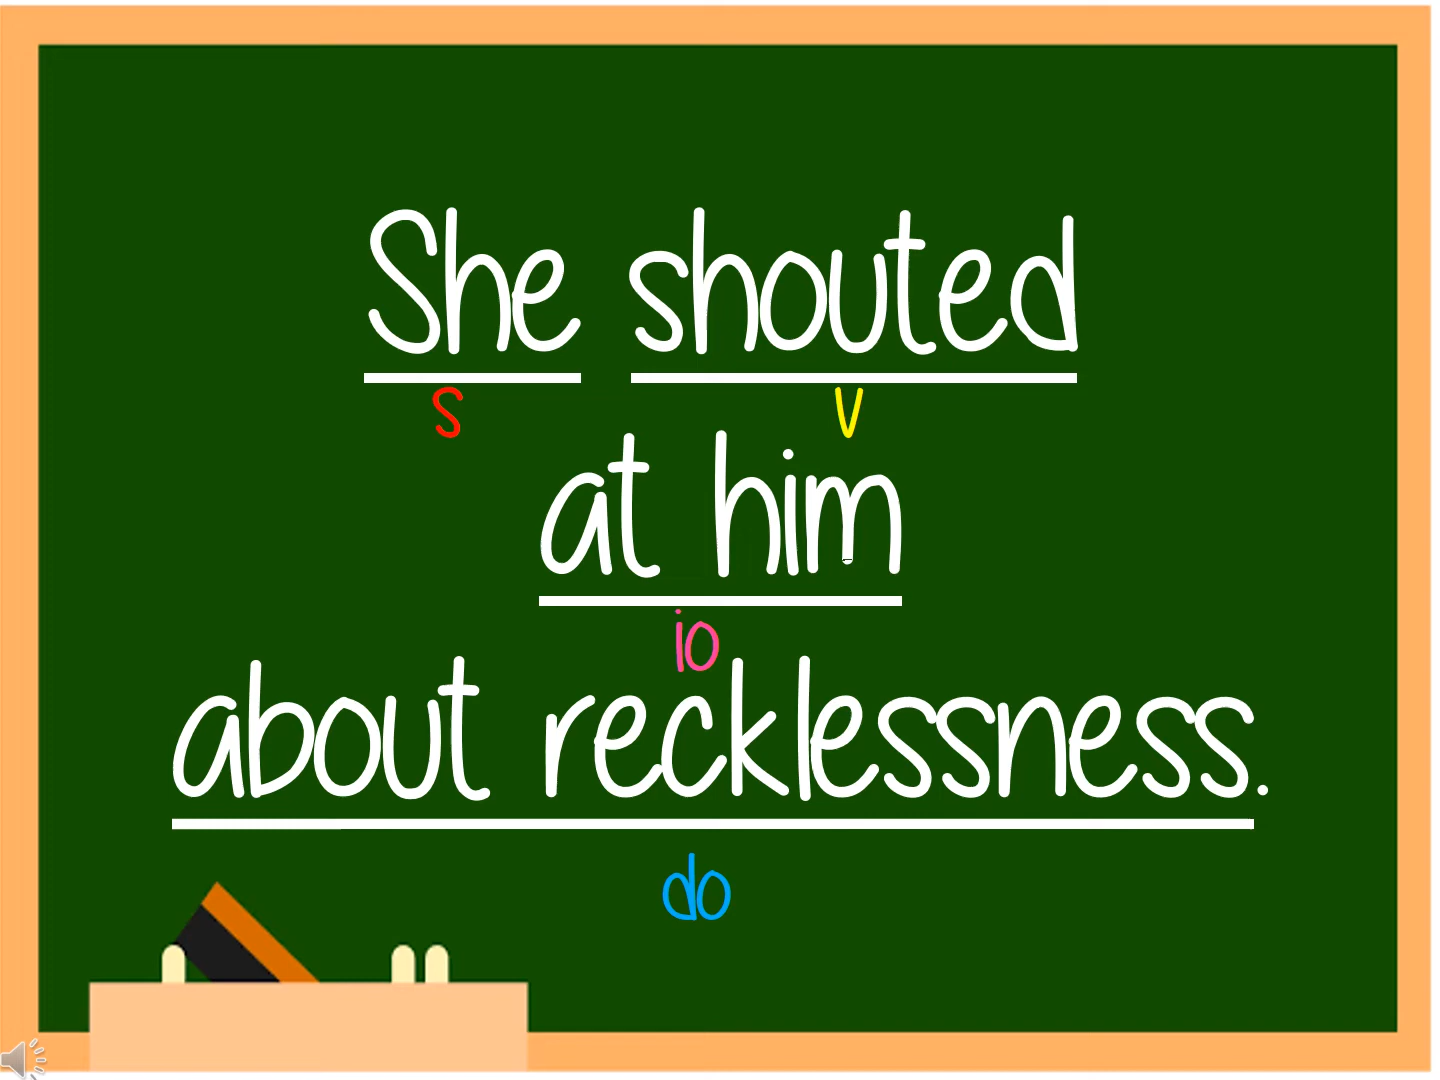 She shouted
s v
at him
io
about recklessness.
do